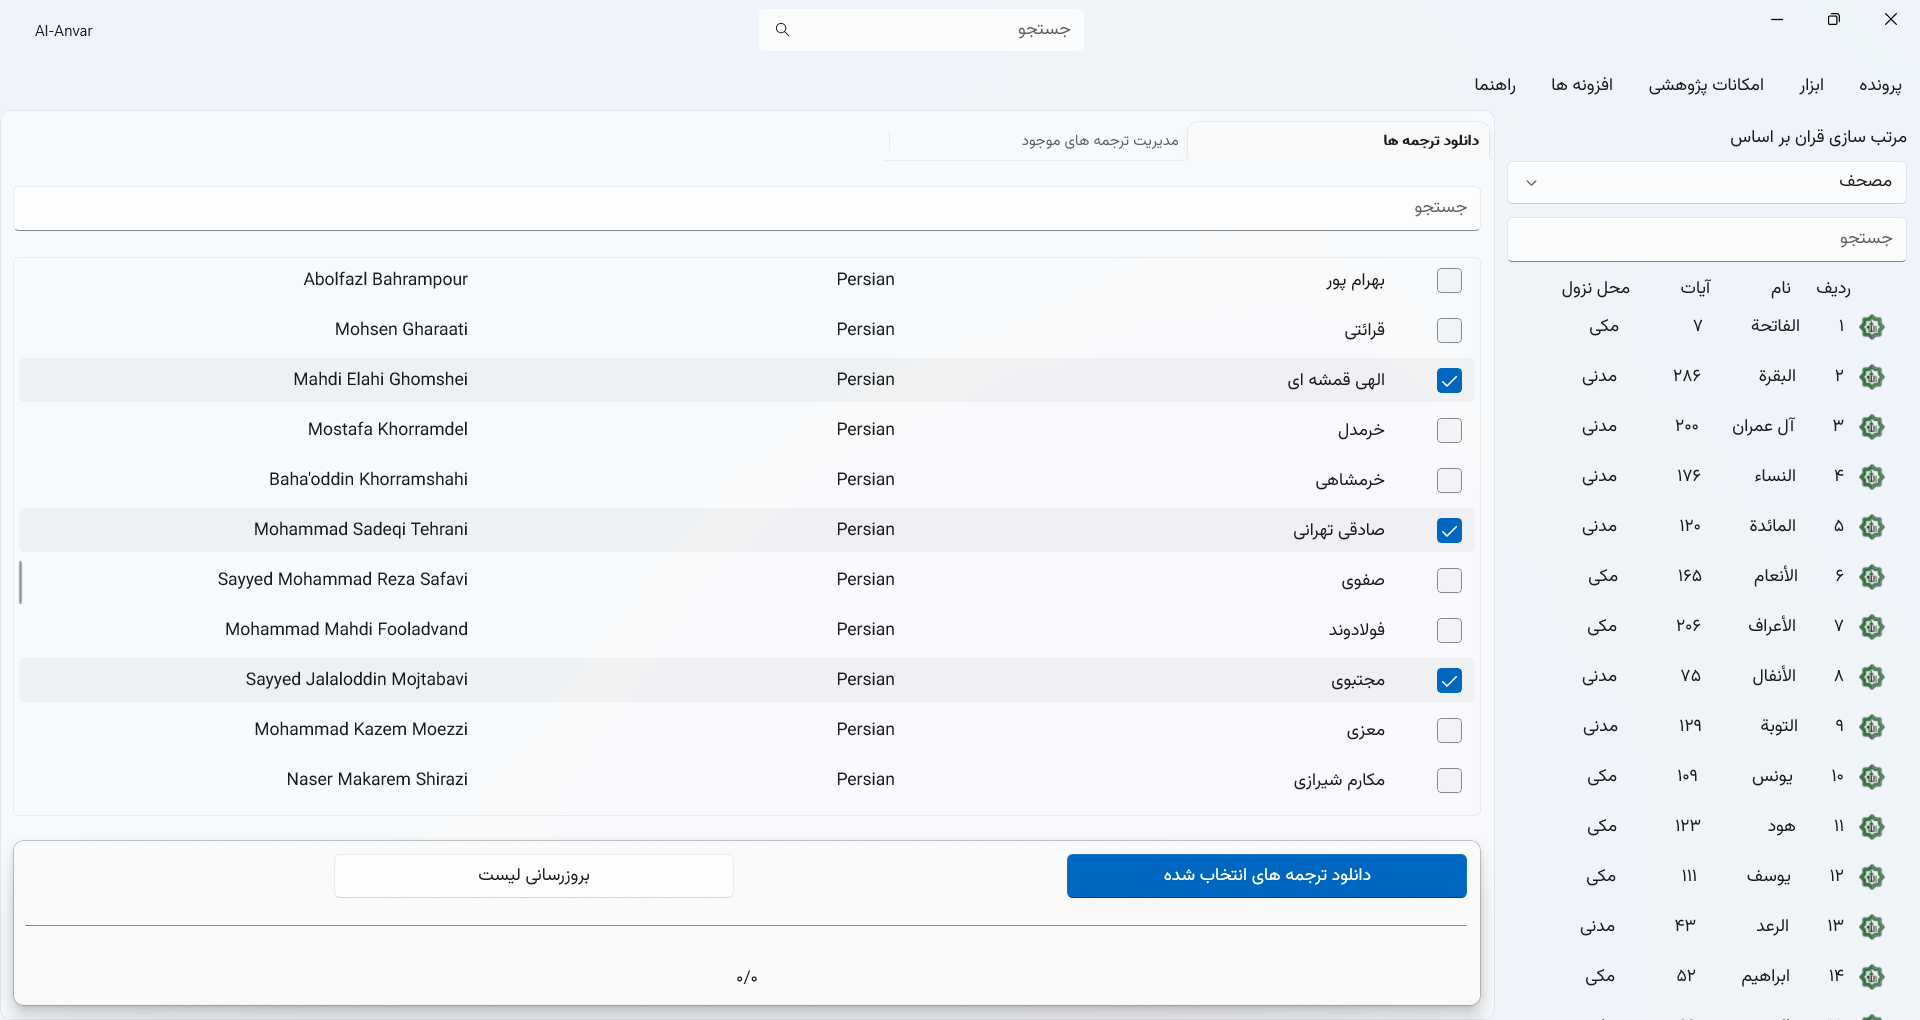 Al-Anvar
جستجو
پرونده
ابزار
امکانات پژوهشی
افزونه ها
راهنما
مرتب سازی قران بر اساس
مصحف
جستجو
ردیف نام آیات محل نزول
۱ الفاتحة ۷ مکی
۲ البقرة ۲۸۶ مدنی
۳ آل عمران ۲۰۰ مدنی
۴ النساء ۱۷۶ مدنی
۵ المائدة ۱۲۰ مدنی
۶ الأنعام ۱۶۵ مکی
۷ الأعراف ۲۰۶ مکی
۸ الأنفال ۷۵ مدنی
۹ التوبة ۱۲۹ مدنی
۱۰ یونس ۱۰۹ مکی
۱۱ هود ۱۲۳ مکی
۱۲ یوسف ۱۱۱ مکی
۱۳ الرعد ۴۳ مدنی
۱۴ ابراهیم ۵۲ مکی
دانلود ترجمه ها
مدیریت ترجمه های موجود
جستجو
بهرام پور Persian Abolfazl Bahrampour
قرائتی Persian Mohsen Gharaati
الهی قمشه ای Persian Mahdi Elahi Ghomshei
خرمدل Persian Mostafa Khorramdel
خرمشاهی Persian Baha'oddin Khorramshahi
صادقی تهرانی Persian Mohammad Sadeqi Tehrani
صفوی Persian Sayyed Mohammad Reza Safavi
فولادوند Persian Mohammad Mahdi Fooladvand
مجتبوی Persian Sayyed Jalaloddin Mojtabavi
معزی Persian Mohammad Kazem Moezzi
مکارم شیرازی Persian Naser Makarem Shirazi
دانلود ترجمه های انتخاب شده
بروزرسانی لیست
۰/۰